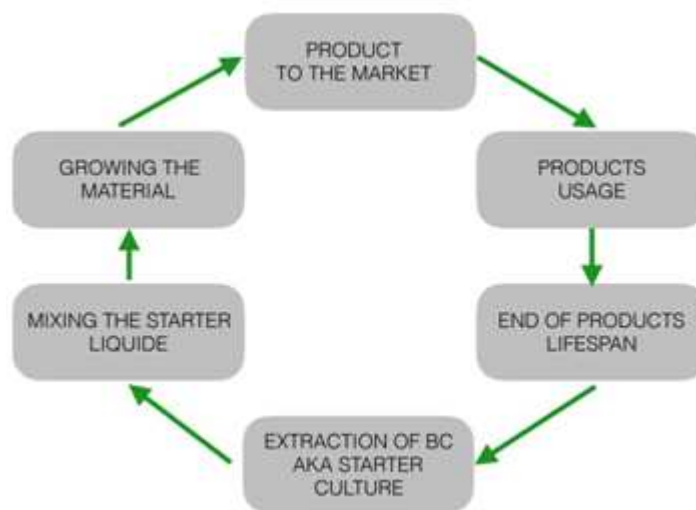 PRODUCT
TO THE MARKET
GROWING THE
MATERIAL
PRODUCTS
USAGE
MIXING THE STARTER
LIQUIDE
END OF PRODUCTS
LIFESPAN
EXTRACTION OF BC
AKA STARTER
CULTURE